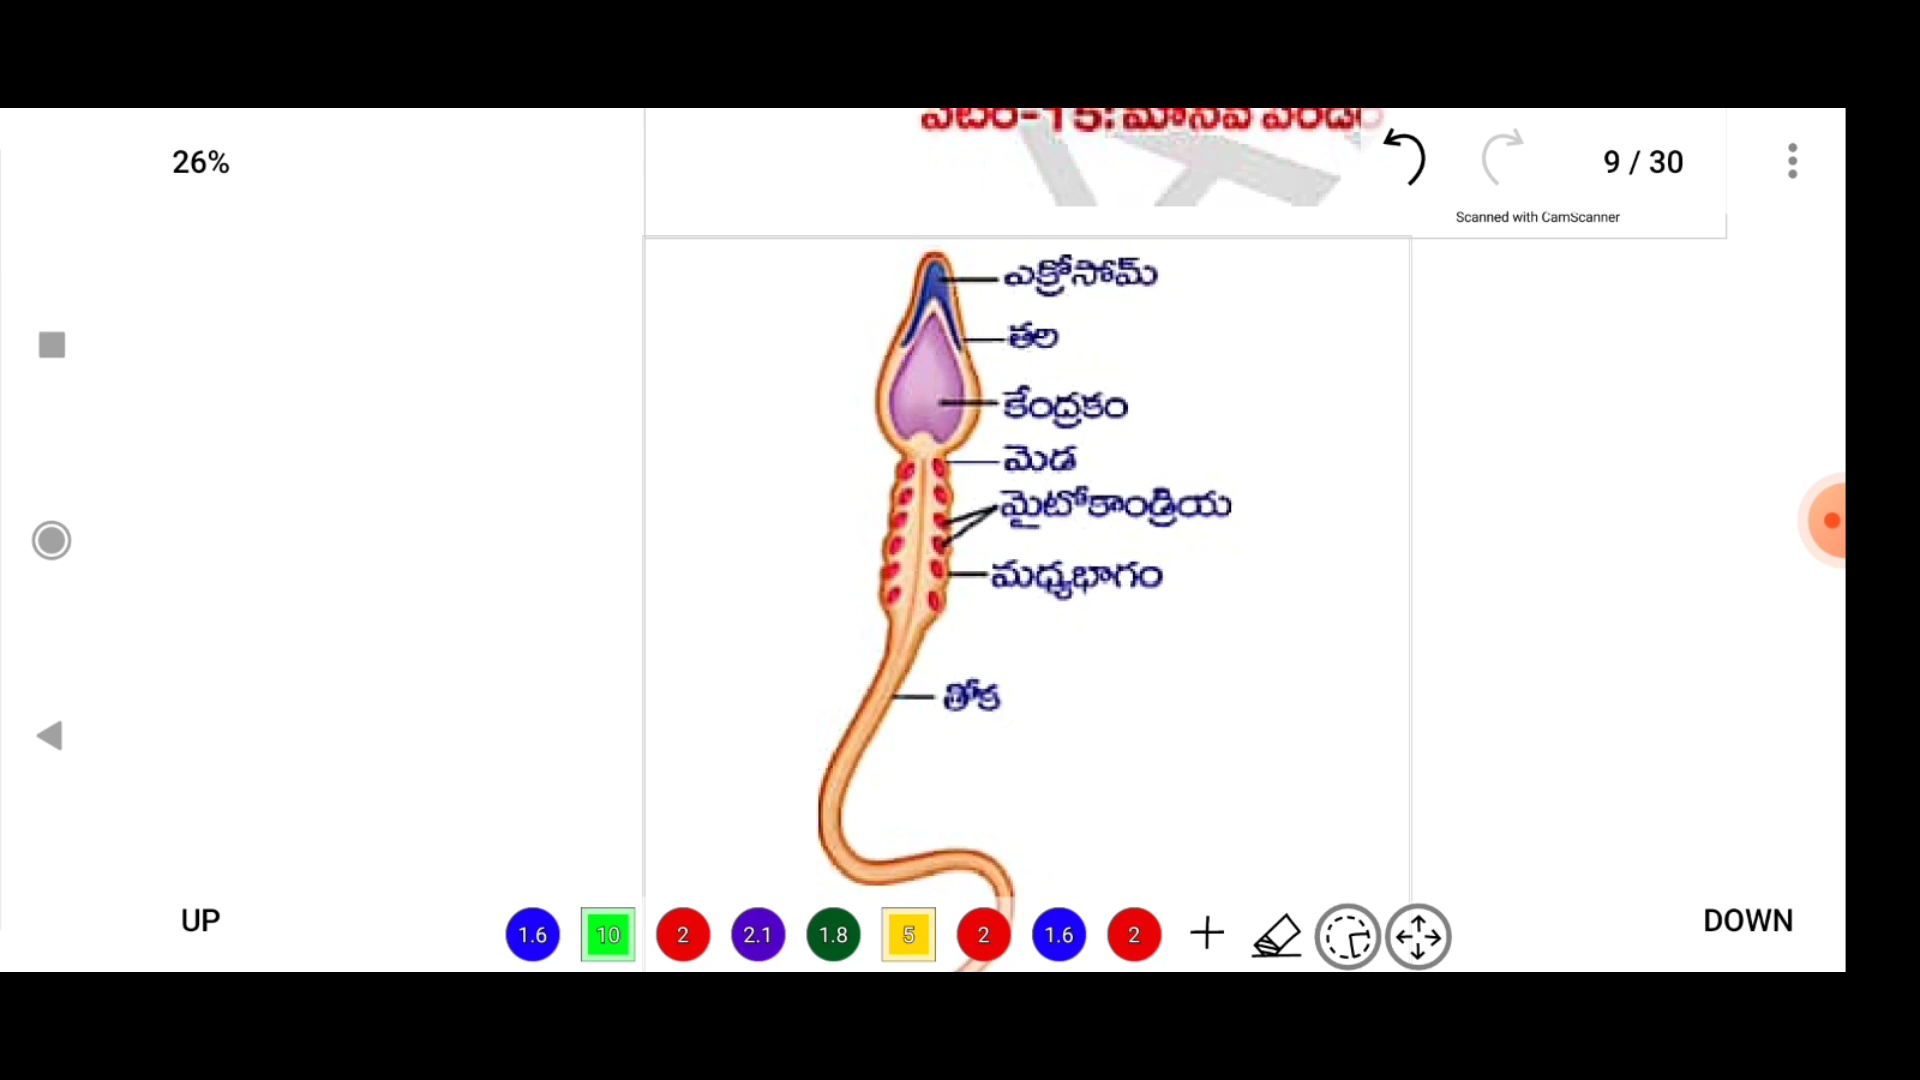 26%
9 / 30
Scanned with CamScanner
ఎక్రోసోమ్
తల
కేంద్రకం
మెడ
మైటోకాండ్రియ
మధ్యభాగం
తోక
UP
DOWN
1.6 10 2 2.1 1.8 5 2 1.6 2